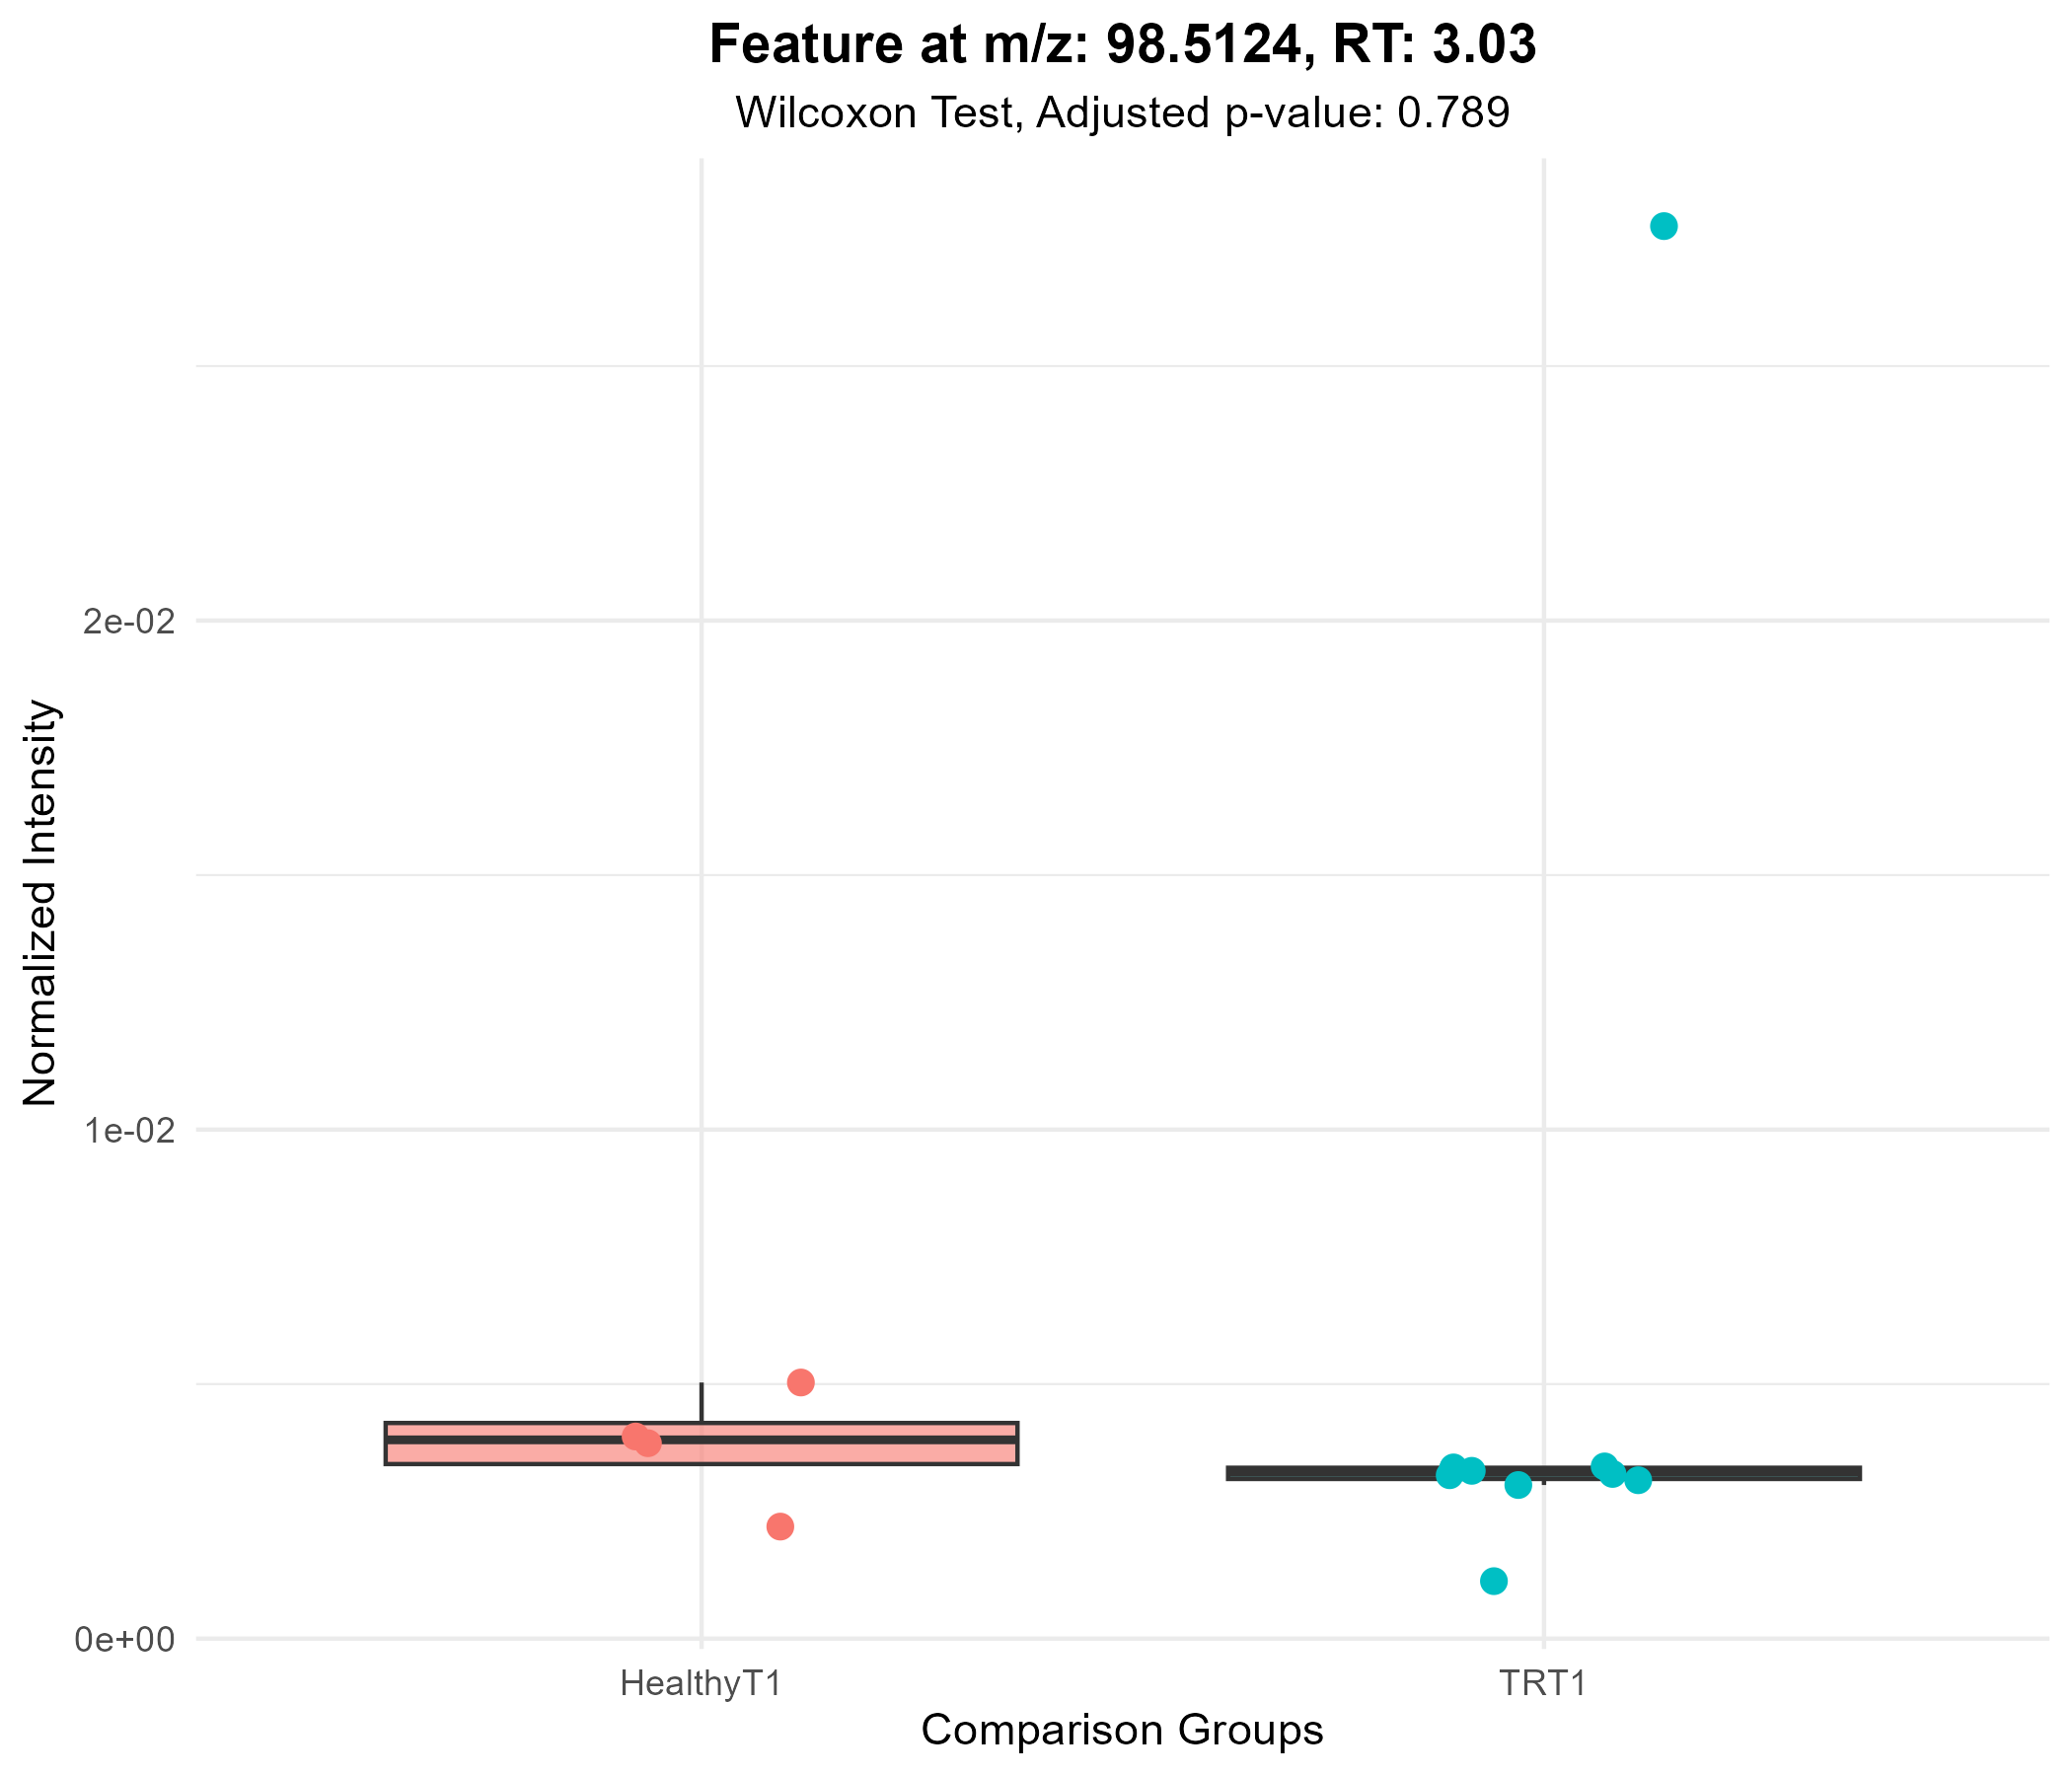 Feature at m/z: 98.5124, RT: 3.03
Wilcoxon Test, Adjusted p-value: 0.789
Normalized Intensity
2e-02
1e-02
0e+00
HealthyT1
TRT1
Comparison Groups